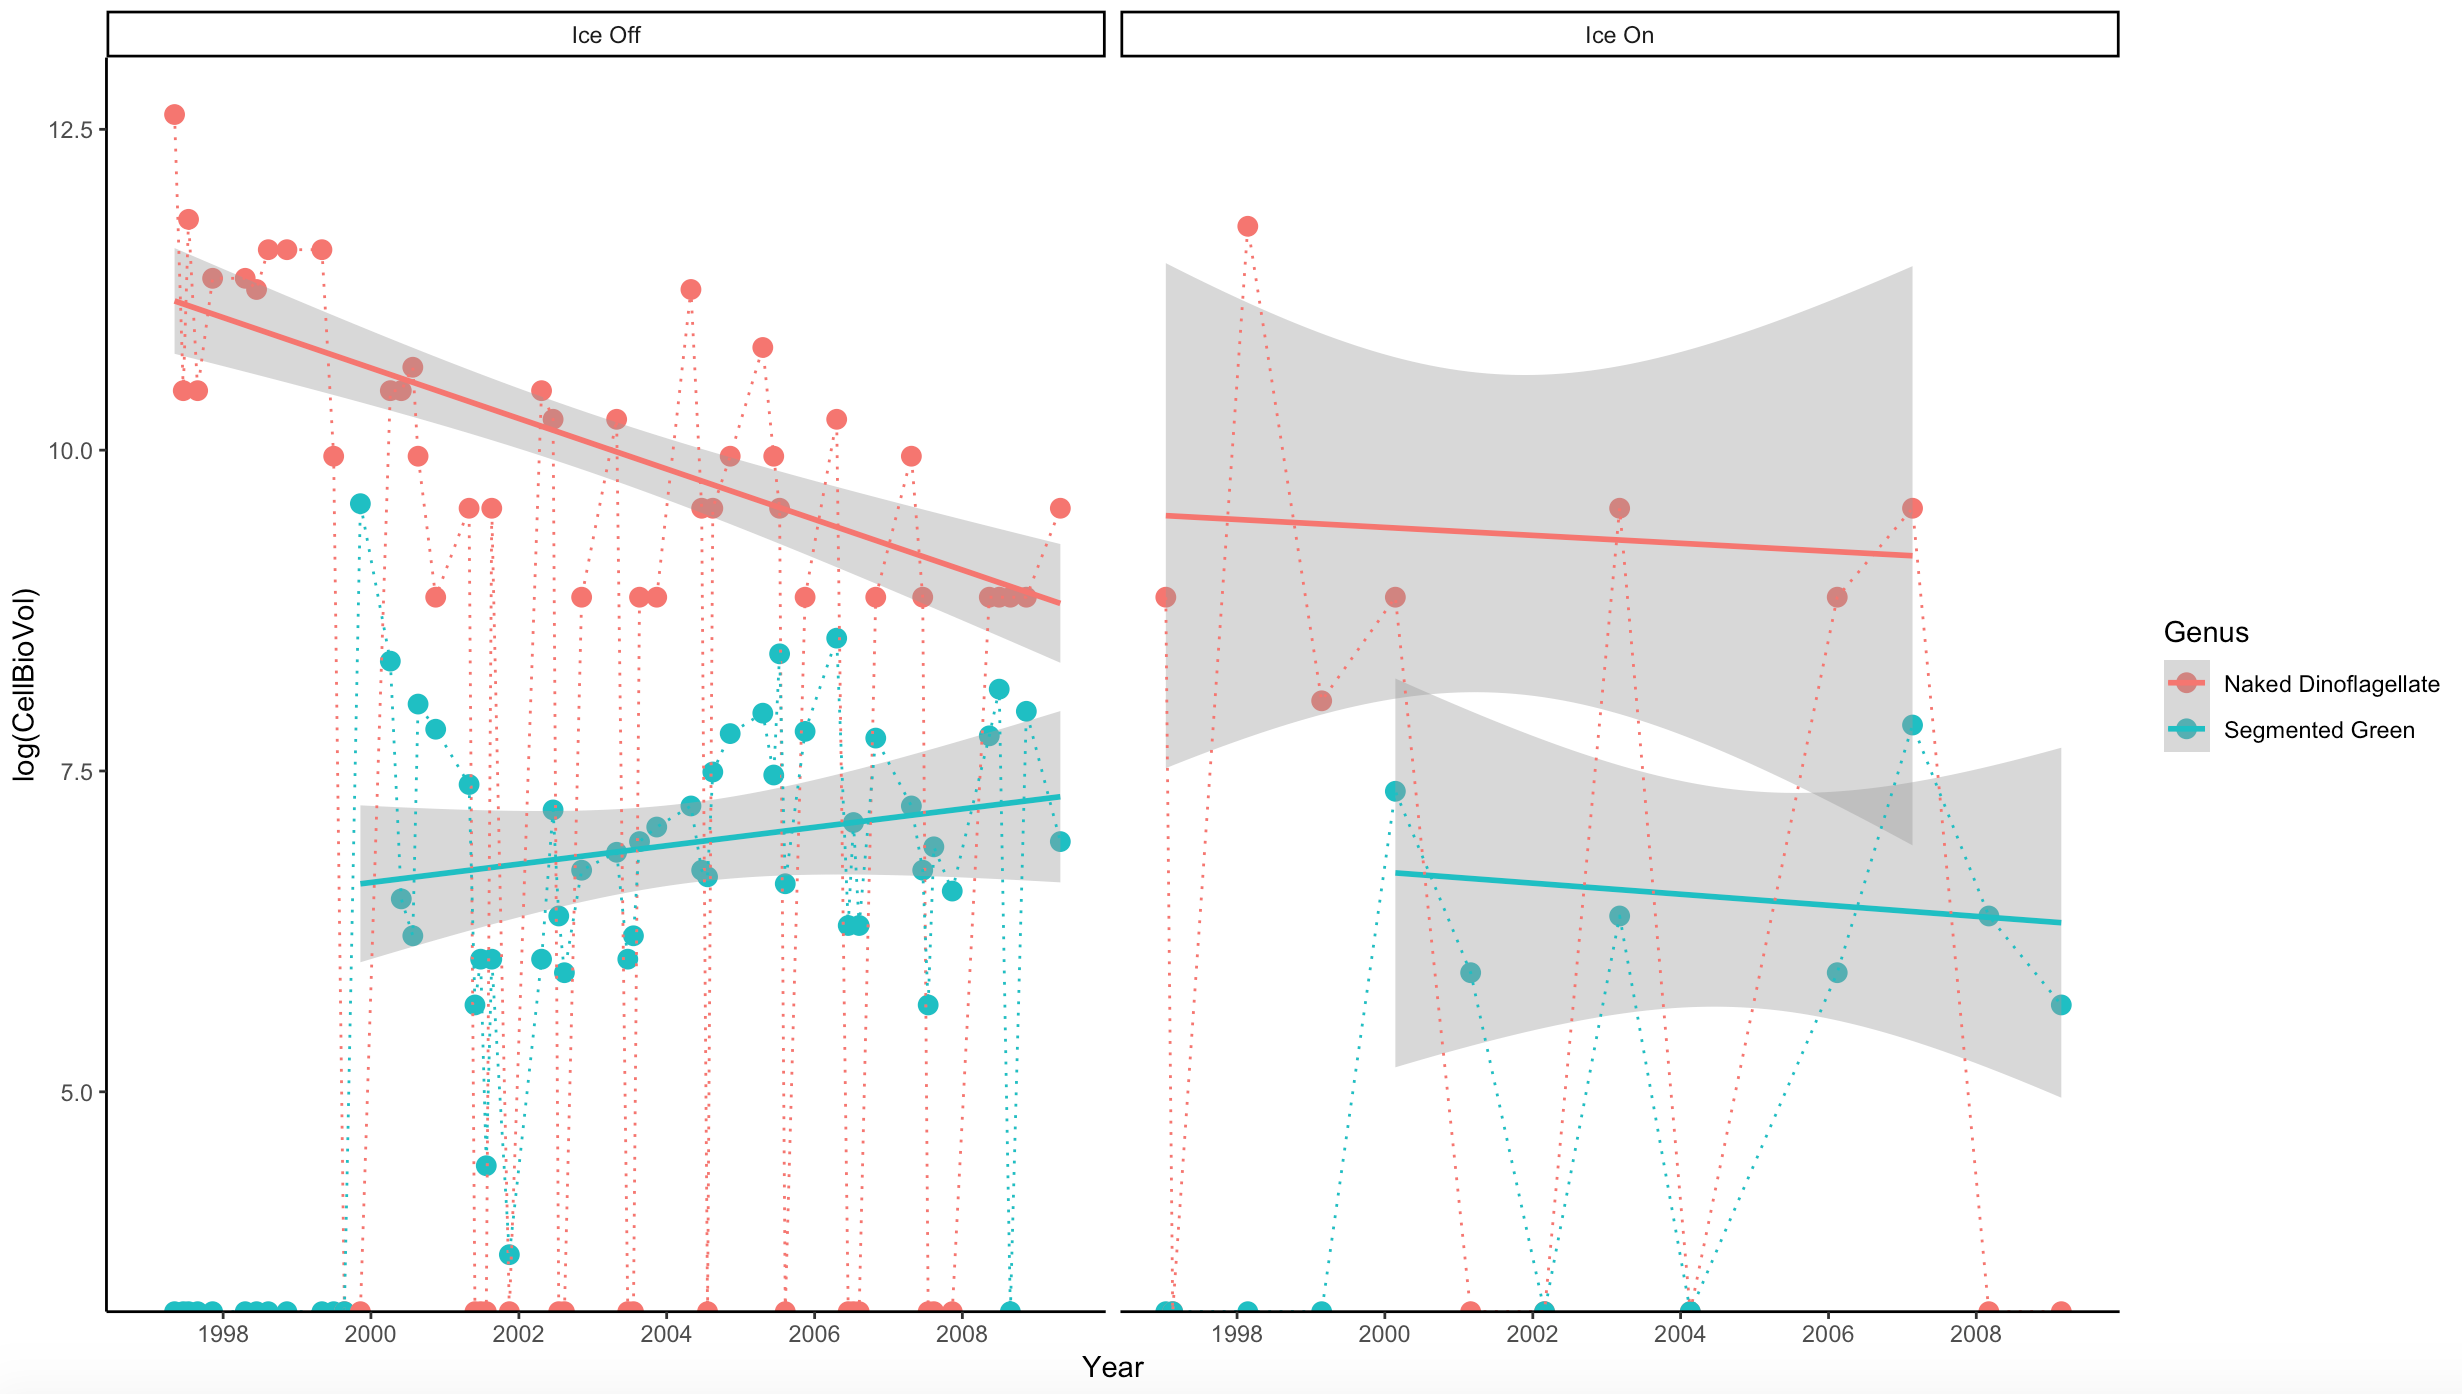 Ice Off
Ice On
12.5
10.0
7.5
5.0
log(CellBioVol)
1998 2000 2002 2004 2006 2008
1998 2000 2002 2004 2006 2008
Year
Genus
Naked Dinoflagellate
Segmented Green